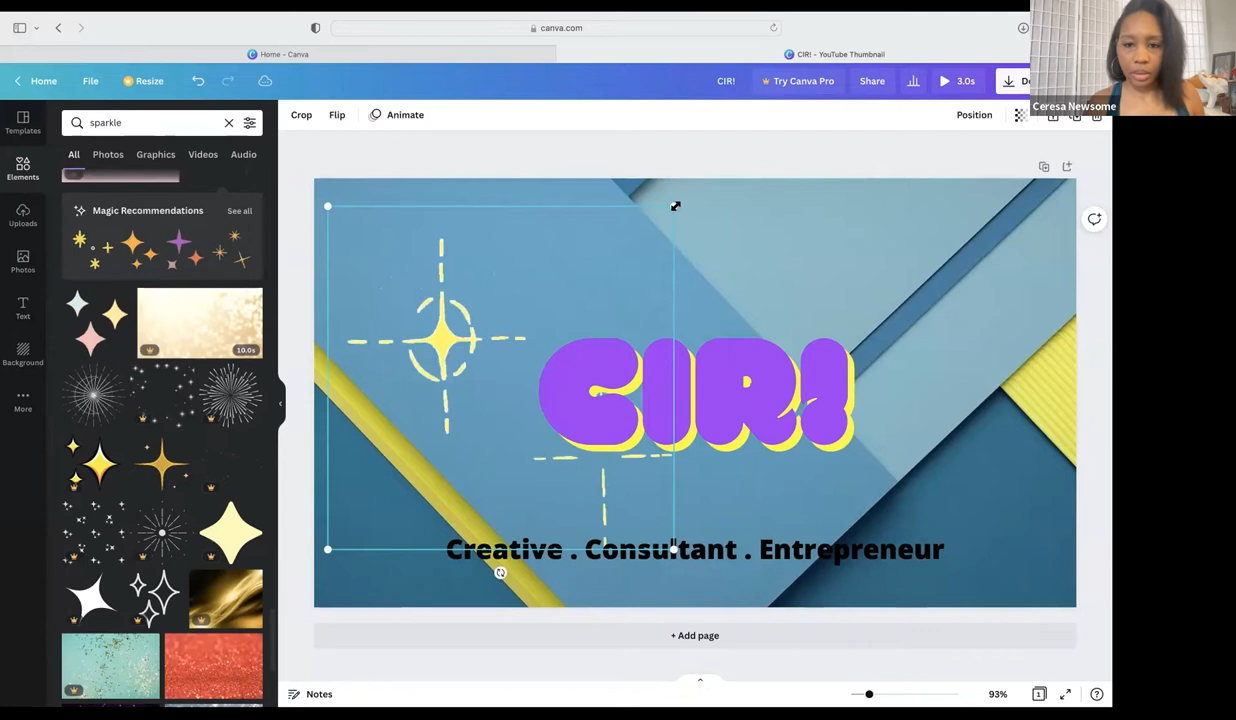 canva.com
Home - Canva
CIR! - YouTube Thumbnail
Ceresa Newsome
Home
File
Resize
CIR!
Try Canva Pro
Share
3.0s
Templates
sparkle
Crop
Flip
Animate
Position
All
Photos
Graphics
Videos
Audio
Elements
Magic Recommendations
See all
Uploads
Photos
Text
Background
More
10.0s
CIR!
Creative . Consultant . Entrepreneur
+ Add page
Notes
93%
1